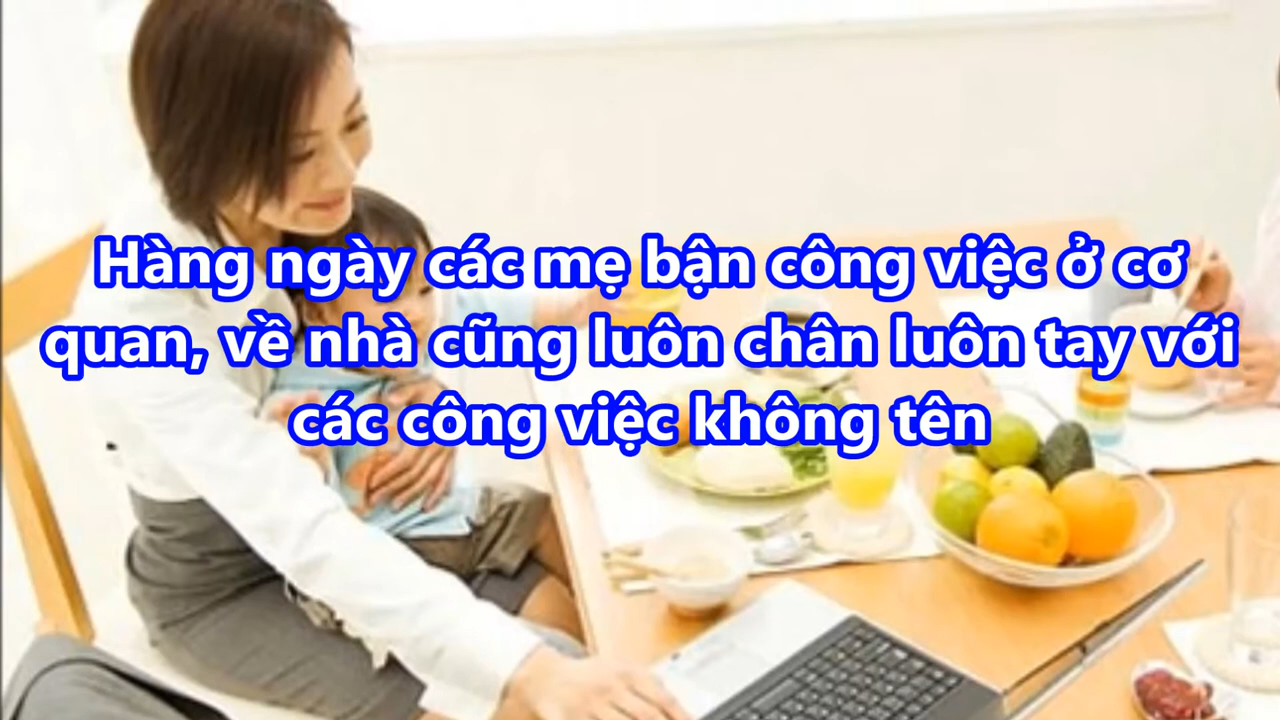 Hàng ngày các mẹ bận công việc ở cơ
quan, về nhà cũng luôn chân luôn tay với
các công việc không tên